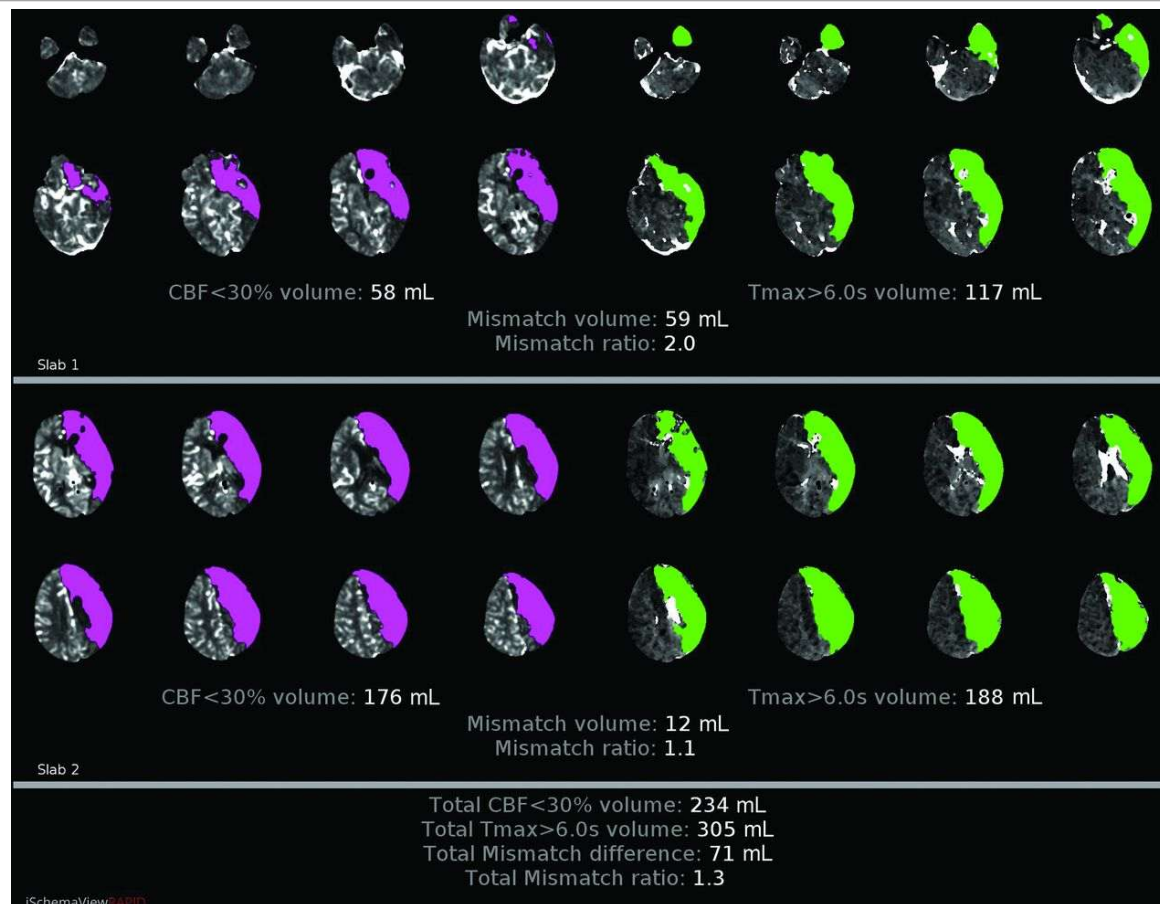 CBF<30% volume: 58 mL
Tmax>6.0s volume: 117 mL
Mismatch volume: 59 mL
Mismatch ratio: 2.0
Slab 1
CBF<30% volume: 176 mL
Tmax>6.0s volume: 188 mL
Mismatch volume: 12 mL
Mismatch ratio: 1.1
Slab 2
Total CBF<30% volume: 234 mL
Total Tmax>6.0s volume: 305 mL
Total Mismatch difference: 71 mL
Total Mismatch ratio: 1.3
iSchemaViewRAPID